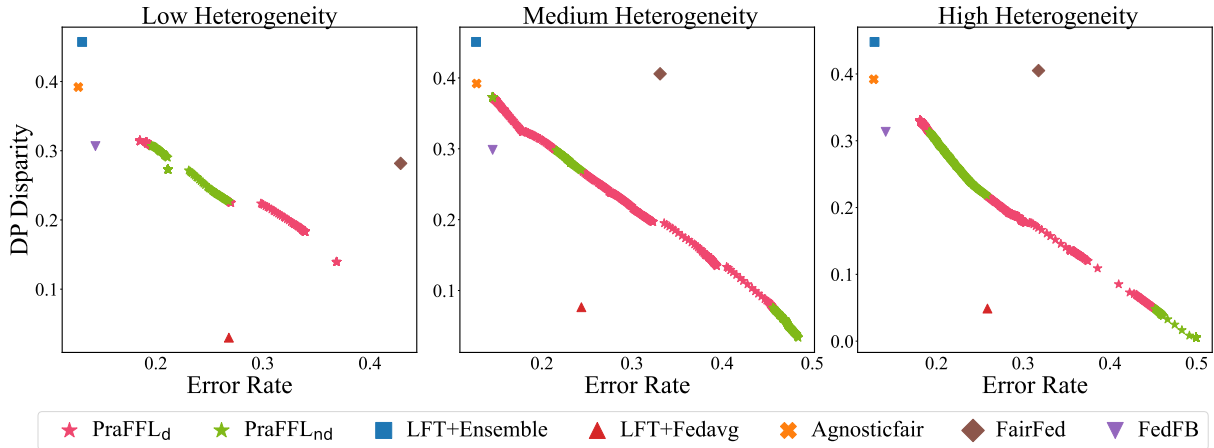 Low Heterogeneity Medium Heterogeneity High Heterogeneity
DP Disparity
0.4 0.3 0.2 0.1
0.4 0.3 0.2 0.1
0.4 0.3 0.2 0.1 0.0
0.2 0.3 0.4 0.2 0.3 0.4 0.5 0.2 0.3 0.4 0.5
Error Rate Error Rate Error Rate
PraFFL_d PraFFL_nd LFT+Ensemble LFT+Fedavg Agnosticfair FairFed FedFB